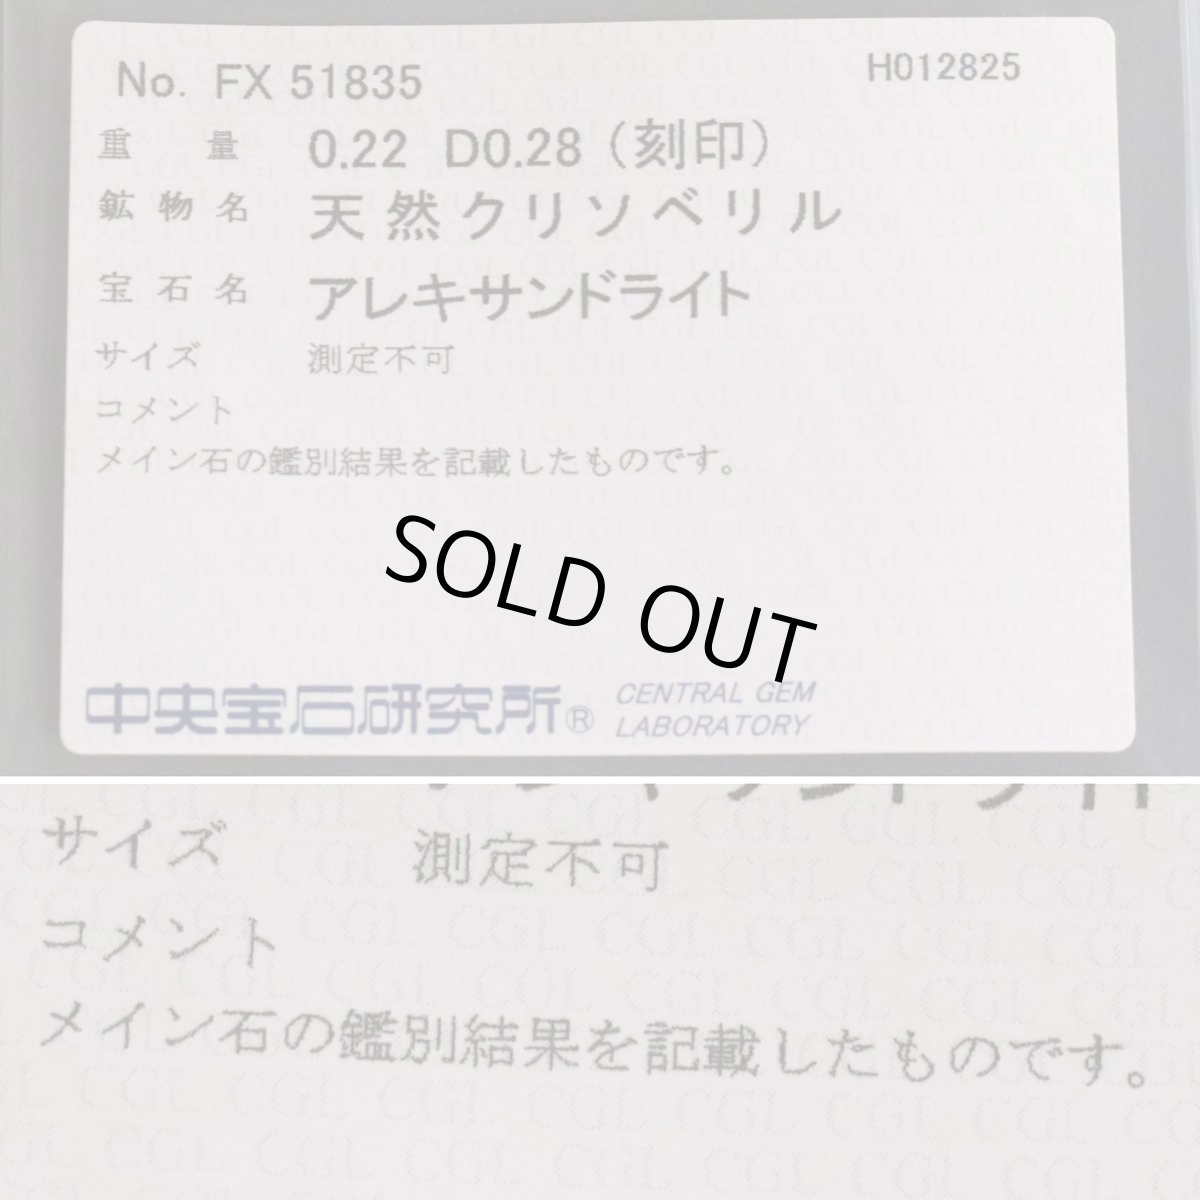 No. FX 51835 H012825
重量 0.22 D0.28 (刻印)
鉱物名 天然クリソベリル
宝石名 アレキサンドライト
サイズ 測定不可
コメント
メイン石の鑑別結果を記載したものです。
SOLD OUT
中央宝石研究所® CENTRAL GEM
LABORATORY
サイズ 測定不可
コメント
メイン石の鑑別結果を記載したものです。